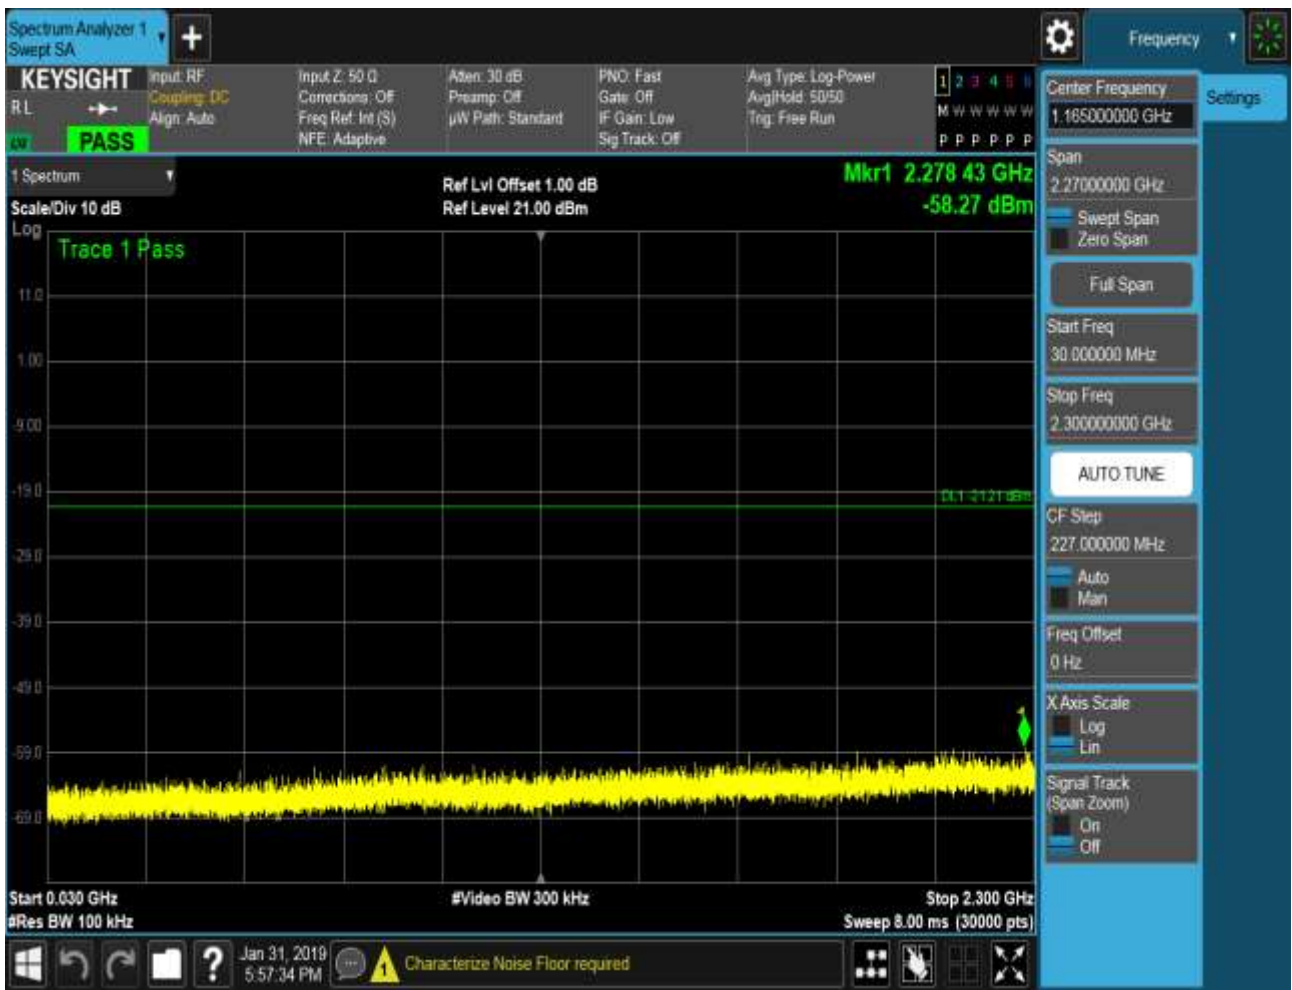 Spectrum Analyzer 1
Swept SA
Frequency
KEYSIGHT
R L
PASS
Input: RF
Coupling: DC
Align: Auto
Input Z: 50 Ω
Corrections: Off
Freq Ref: Int (S)
NFE: Adaptive
Atten: 30 dB
Preamp: Off
µW Path: Standard
PNO: Fast
Gate: Off
IF Gain: Low
Sig Track: Off
Avg Type: Log-Power
Avg|Hold: 50/50
Trig: Free Run
1 2 3 4 5 6
M W W W W W
P P P P P P
1 Spectrum
Scale/Div 10 dB
Log
Ref Lvl Offset 1.00 dB
Ref Level 21.00 dBm
Mkr1 2.278 43 GHz
-58.27 dBm
Trace 1 Pass
11.0
1.00
-9.00
-19.0
DL1 -21.21 dBm
-29.0
-39.0
-49.0
1
-59.0
-69.0
Start 0.030 GHz
#Res BW 100 kHz
#Video BW 300 kHz
Stop 2.300 GHz
Sweep 8.00 ms (30000 pts)
Center Frequency
1.165000000 GHz
Settings
Span
2.27000000 GHz
Swept Span
Zero Span
Full Span
Start Freq
30.000000 MHz
Stop Freq
2.300000000 GHz
AUTO TUNE
CF Step
227.000000 MHz
Auto
Man
Freq Offset
0 Hz
X Axis Scale
Log
Lin
Signal Track
(Span Zoom)
On
Off
?
Jan 31, 2019
5:57:34 PM
1
Characterize Noise Floor required